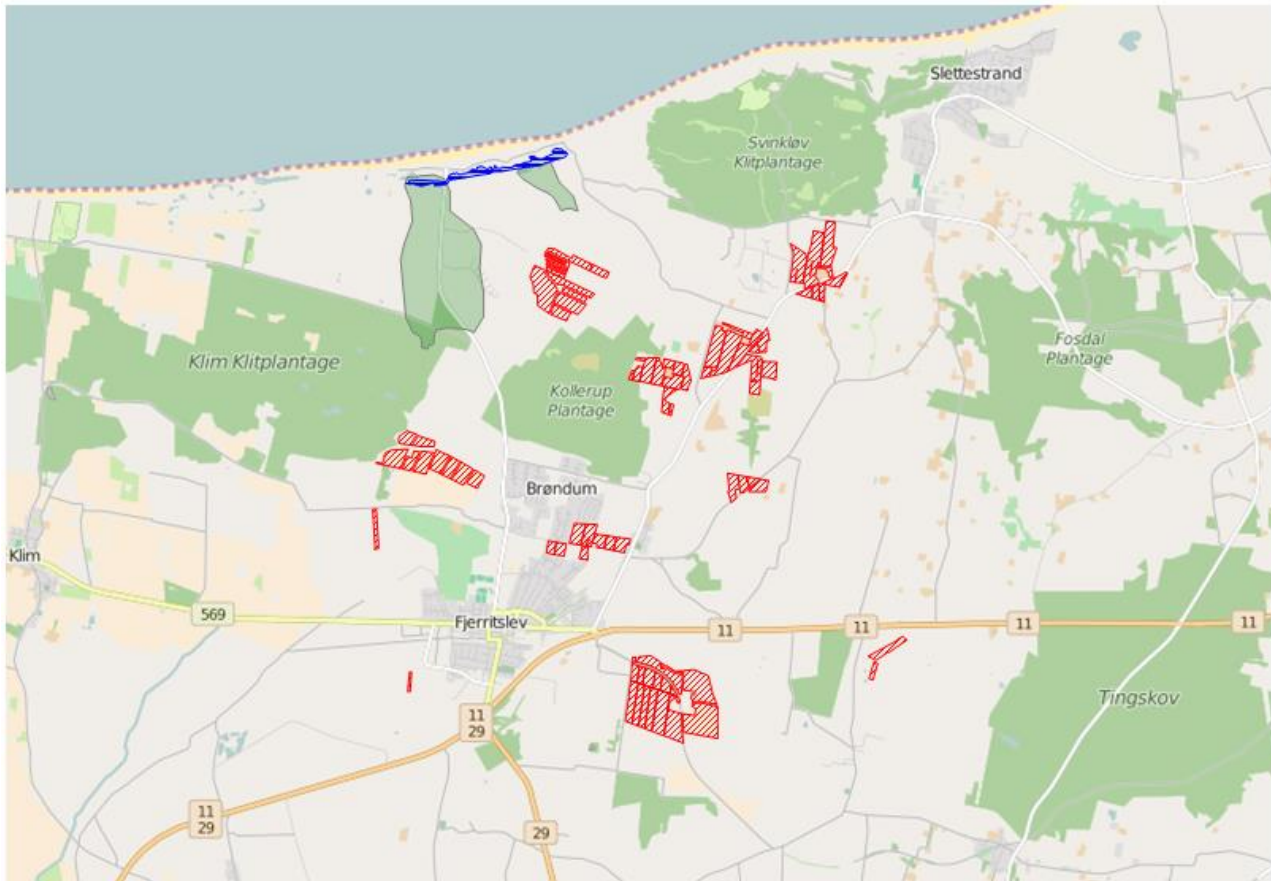 Slettestrand
Svinkløv
Klitplantage
Klim Klitplantage
Fosdal
Plantage
Kollerup
Plantage
Brøndum
Klim
569
Fjerritslev
11
11
11
11
11
29
Tingskov
11
29
29